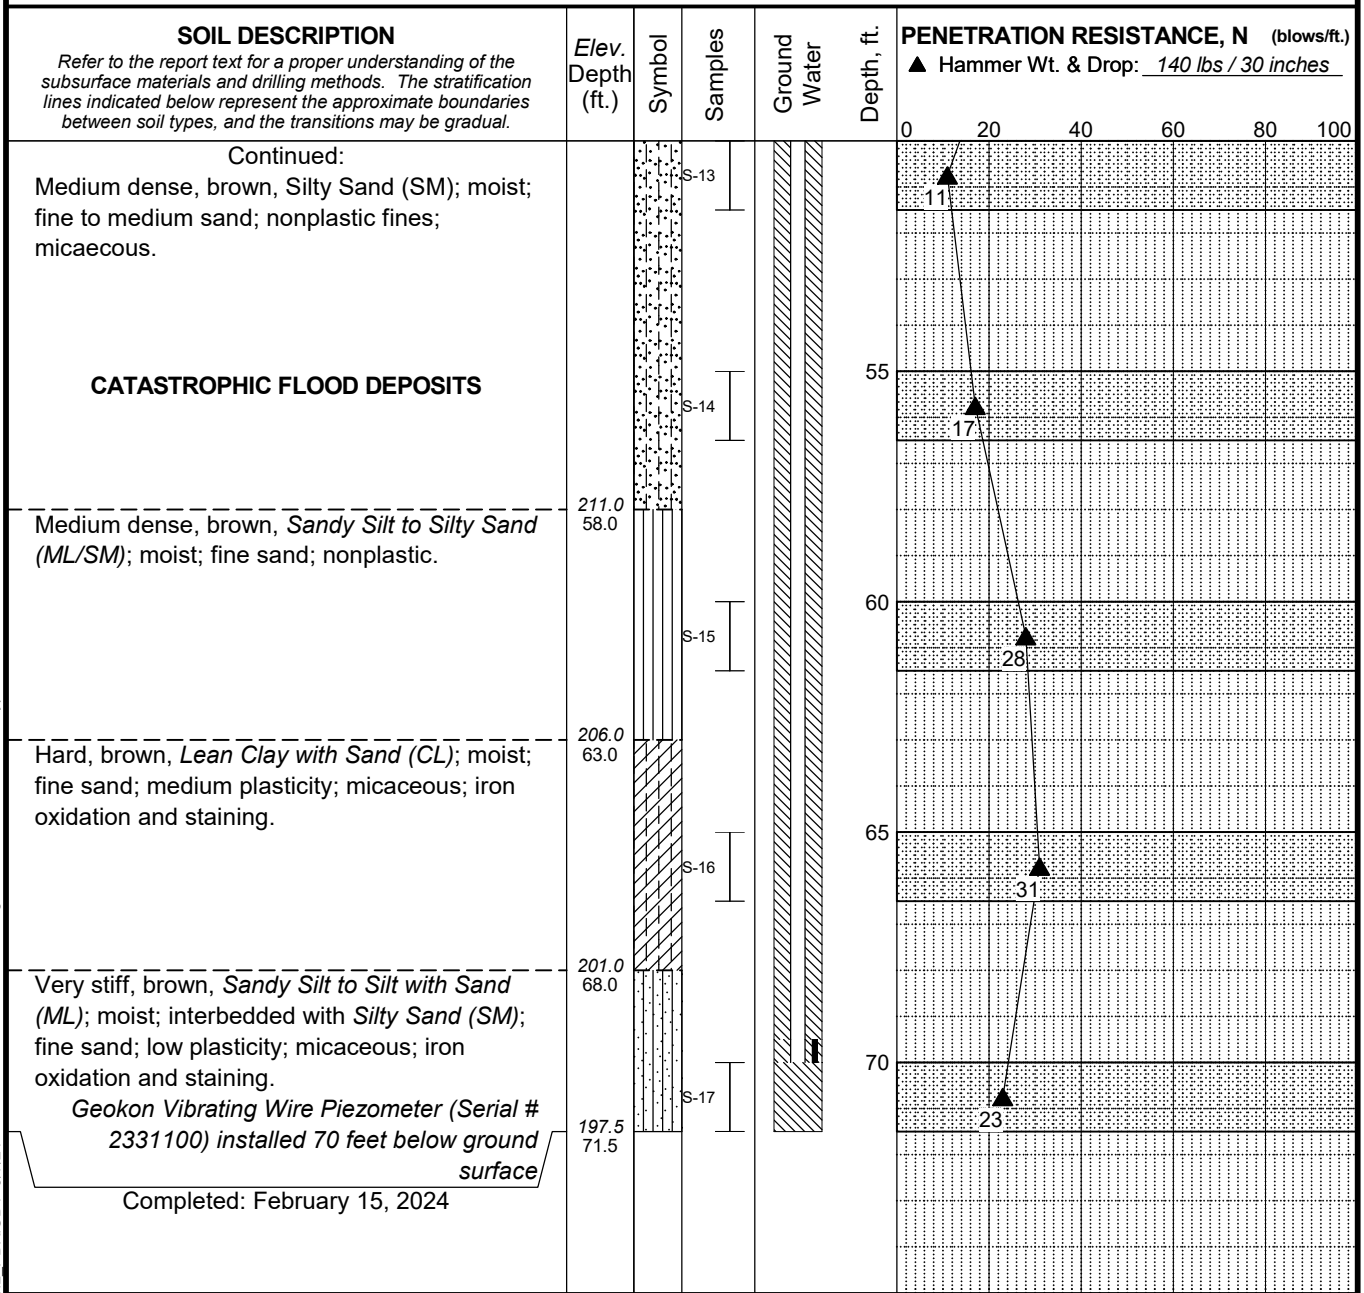 SOIL DESCRIPTION
Refer to the report text for a proper understanding of the
subsurface materials and drilling methods. The stratification
lines indicated below represent the approximate boundaries
between soil types, and the transitions may be gradual.
Elev.
Depth
(ft.)
Symbol
Samples
Ground
Water
Depth, ft.
PENETRATION RESISTANCE, N (blows/ft.)
▲ Hammer Wt. & Drop: 140 lbs / 30 inches
0 20 40 60 80 100
Continued:
Medium dense, brown, Silty Sand (SM); moist;
fine to medium sand; nonplastic fines;
micaecous.
S-13
11
CATASTROPHIC FLOOD DEPOSITS
55
S-14
17
211.0
58.0
Medium dense, brown, Sandy Silt to Silty Sand
(ML/SM); moist; fine sand; nonplastic.
60
S-15
28
206.0
63.0
Hard, brown, Lean Clay with Sand (CL); moist;
fine sand; medium plasticity; micaceous; iron
oxidation and staining.
65
S-16
31
201.0
68.0
Very stiff, brown, Sandy Silt to Silt with Sand
(ML); moist; interbedded with Silty Sand (SM);
fine sand; low plasticity; micaceous; iron
oxidation and staining.
70
S-17
23
Geokon Vibrating Wire Piezometer (Serial #
2331100) installed 70 feet below ground
surface
197.5
71.5
Completed: February 15, 2024